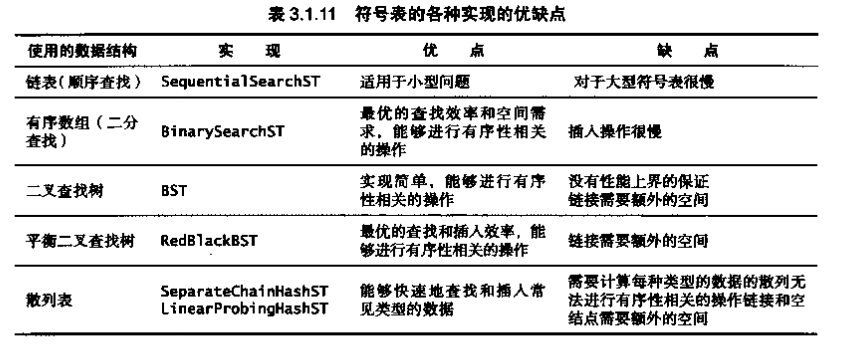 表 3.1.11 符号表的各种实现的优缺点
使用的数据结构 实 现 优 点 缺 点
链表(顺序查找) SequentialSearchST 适用于小型问题 对于大型符号表很慢
有序数组(二分
查找)
BinarySearchST
最优的查找效率和空间需
求,能够进行有序性相关
的操作
插入操作很慢
二叉查找树
BST
实现简单,能够进行有序
性相关的操作
没有性能上界的保证
链接需要额外的空间
平衡二叉查找树
RedBlackBST
最优的查找和插入效率,能
够进行有序性相关的操作
链接需要额外的空间
散列表
SeparateChainHashST
LinearProbingHashST
能够快速地查找和插入常
见类型的数据
需要计算每种类型的数据的散列无
法进行有序性相关的操作链接和空
结点需要额外的空间